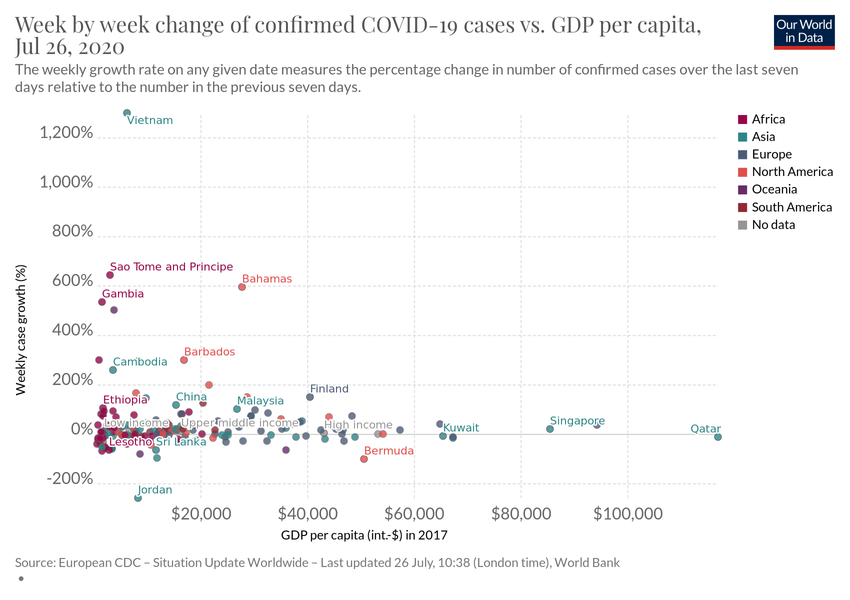 Week by week change of confirmed COVID-19 cases vs. GDP per capita,
Jul 26, 2020
Our World
in Data
The weekly growth rate on any given date measures the percentage change in number of confirmed cases over the last seven
days relative to the number in the previous seven days.
Vietnam
1,200%
1,000%
800%
600%
400%
200%
0%
-200%
Weekly case growth (%)
Sao Tome and Principe
Bahamas
Gambia
Barbados
Cambodia
Finland
Ethiopia
China
Malaysia
Low income
Upper middle income
High income
Singapore
Kuwait
Qatar
Lesotho
Sri Lanka
Bermuda
Jordan
$20,000
$40,000
$60,000
$80,000
$100,000
GDP per capita (int.-$) in 2017
Africa
Asia
Europe
North America
Oceania
South America
No data
Source: European CDC – Situation Update Worldwide – Last updated 26 July, 10:38 (London time), World Bank